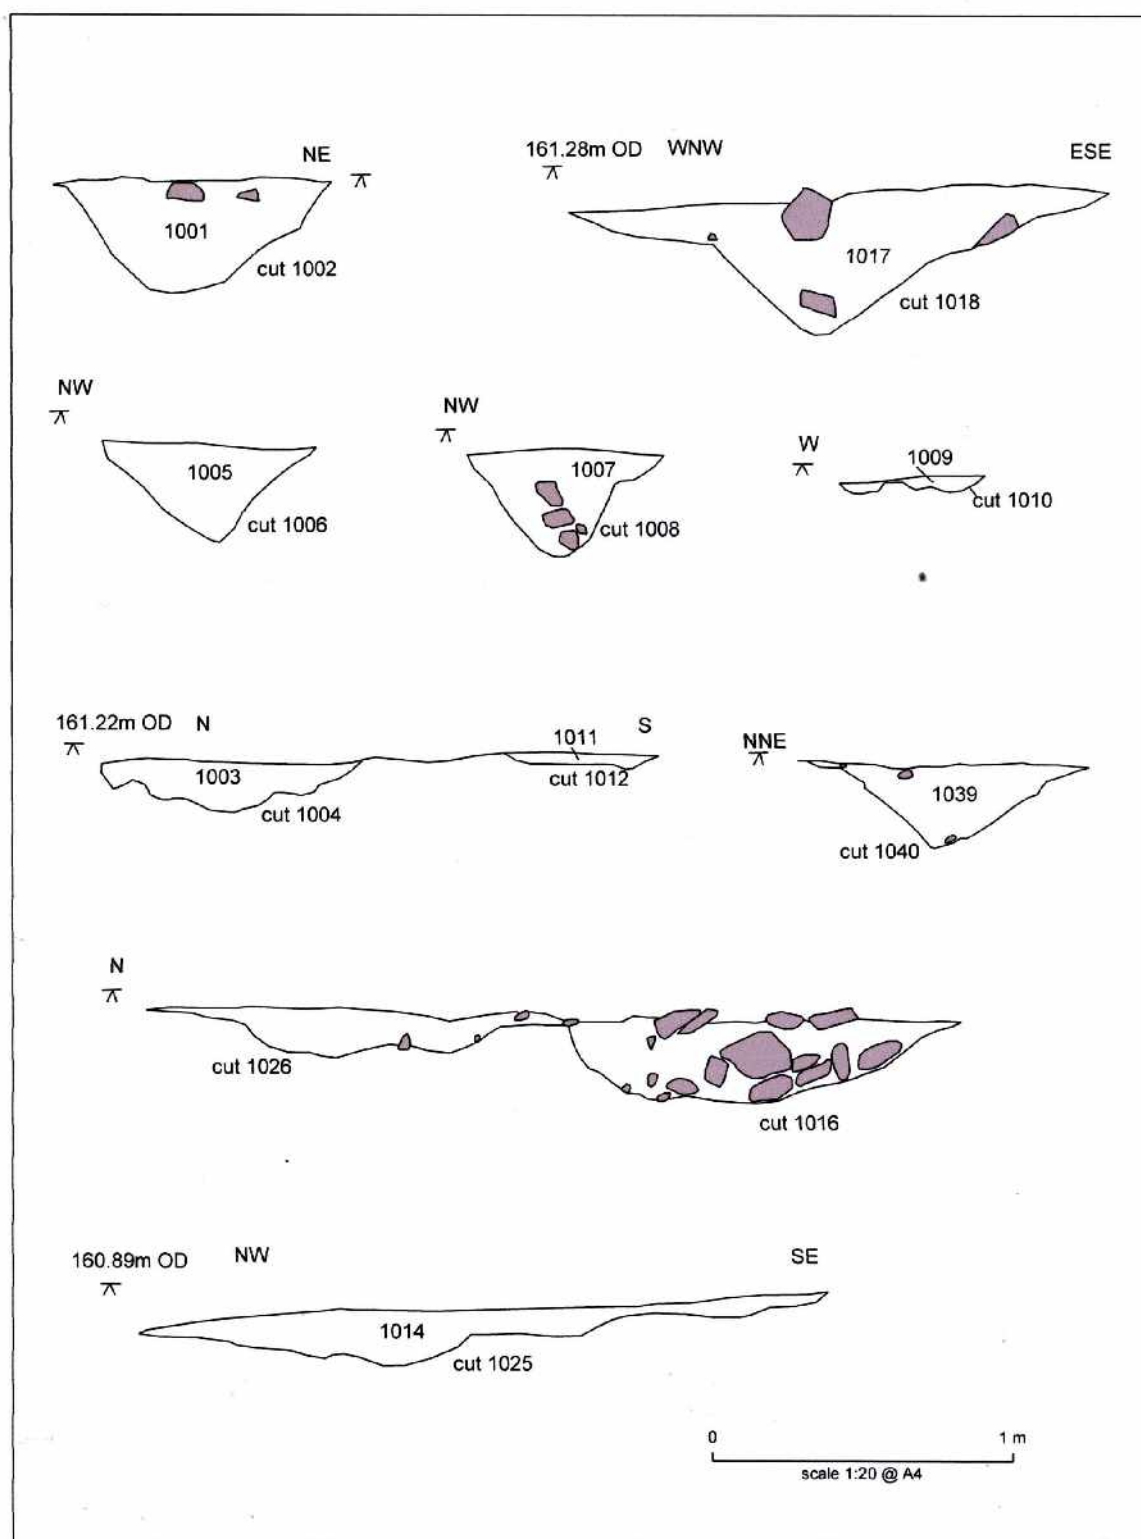 NE
1001
cut 1002
161.28m OD WNW
ESE
1017
cut 1018
NW
1005
cut 1006
NW
1007
cut 1008
W
1009
cut 1010
161.22m OD N
S
1003
cut 1004
1011
cut 1012
NNE
1039
cut 1040
N
cut 1026
cut 1016
160.89m OD NW
SE
1014
cut 1025
0 1 m
scale 1:20 @ A4